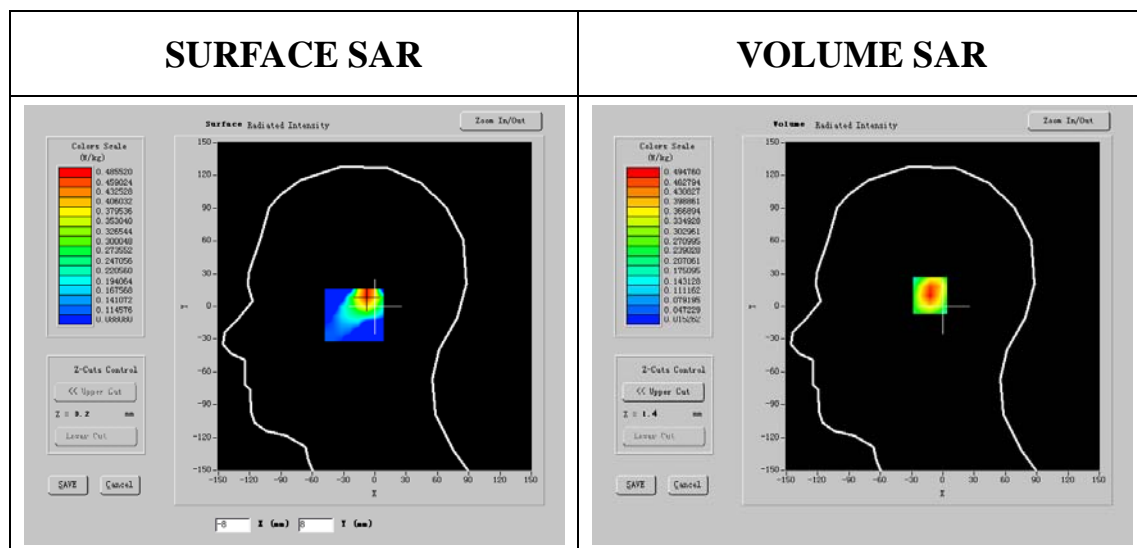 SURFACE SAR
Surface Radiated Intensity
Zoom In/Out
Colors Scale
(W/kg)
0.485520
0.459024
0.432528
0.406032
0.379536
0.353040
0.326544
0.300048
0.273552
0.247056
0.220560
0.194064
0.167568
0.141072
0.114576
0.088080
Z-Cuts Control
<< Upper Cut
Z = mm
Lower Cut
SAVE Cancel
150
120
90
60
30
0
-30
-60
-90
-120
-150
Y
-150 -120 -90 -60 -30 0 30 60 90 120 150
X
-8 X (mm) 8 Y (mm)
VOLUME SAR
Volume Radiated Intensity
Zoom In/Out
Colors Scale
(W/kg)
0.494760
0.462794
0.430827
0.398861
0.366894
0.334928
0.302961
0.270995
0.239028
0.207061
0.175095
0.143128
0.111162
0.079195
0.047229
0.015262
Z-Cuts Control
<< Upper Cut
Z = 1.4 mm
Lower Cut
SAVE Cancel
150
120
90
60
30
0
-30
-60
-90
-120
-150
Y
-150 -120 -90 -60 -30 0 30 60 90 120 150
X